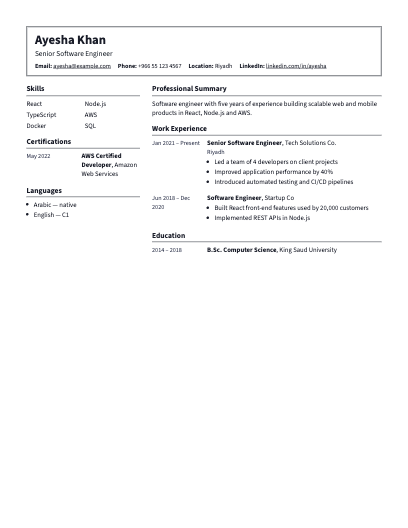 Ayesha Khan
Senior Software Engineer
Email: ayesha@example.com Phone: +966 55 123 4567 Location: Riyadh LinkedIn: linkedin.com/in/ayesha
Skills
React Node.js
TypeScript AWS
Docker SQL
Certifications
May 2022 AWS Certified
Developer, Amazon
Web Services
Languages
• Arabic — native
• English — C1
Professional Summary
Software engineer with five years of experience building scalable web and mobile
products in React, Node.js and AWS.
Work Experience
Jan 2021 – Present Senior Software Engineer, Tech Solutions Co.
Riyadh
• Led a team of 4 developers on client projects
• Improved application performance by 40%
• Introduced automated testing and CI/CD pipelines
Jun 2018 – Dec Software Engineer, Startup Co
2020 • Built React front-end features used by 20,000 customers
• Implemented REST APIs in Node.js
Education
2014 – 2018 B.Sc. Computer Science, King Saud University